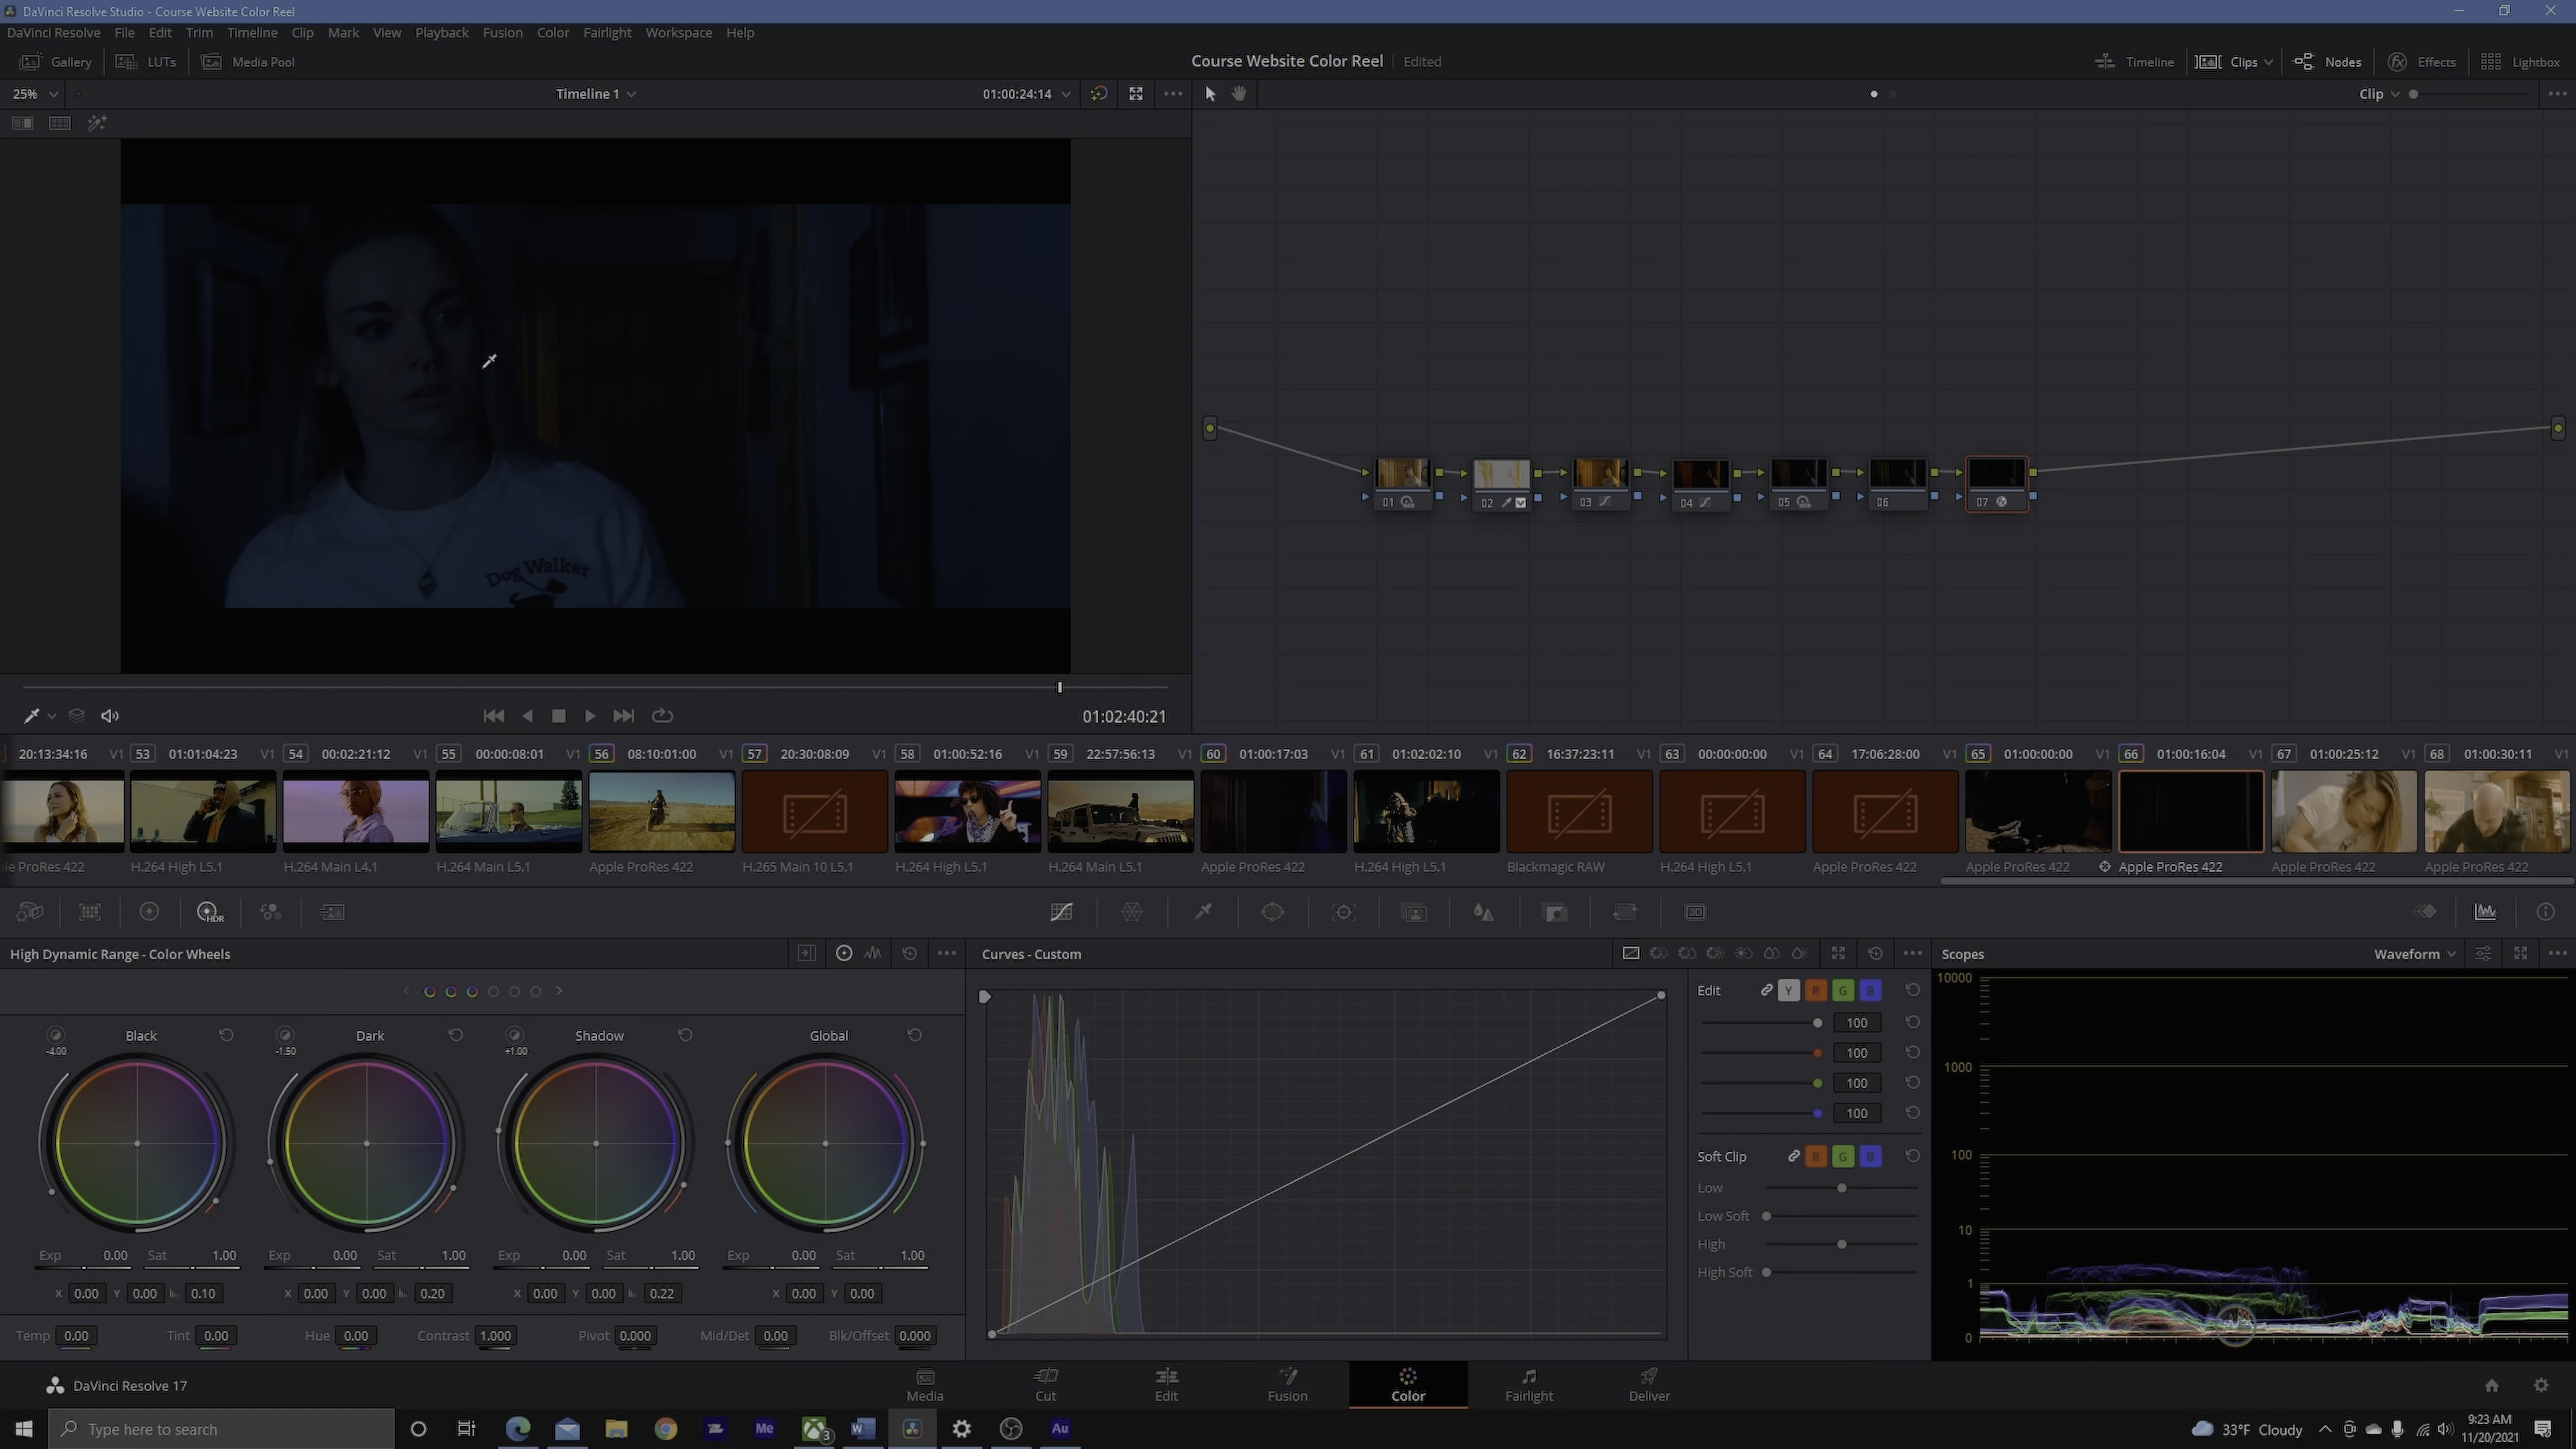 DaVinci Resolve Studio - Course Website Color Reel
DaVinci Resolve File Edit Trim Timeline Clip Mark View Playback Fusion Color Fairlight Workspace Help
Gallery LUTs Media Pool Course Website Color Reel Edited Timeline Clips Nodes Effects Lightbox
25% Timeline 1 01:00:24:14 Clip
Dog Walker
01 02 03 04 05 06 07
01:02:40:21
20:13:34:16 V1 53 01:01:04:23 V1 54 00:02:21:12 V1 55 00:00:08:01 V1 56 08:10:01:00 V1 57 20:30:08:09 V1 58 01:00:52:16 V1 59 22:57:56:13 V1 60 01:00:17:03 V1 61 01:02:02:10 V1 62 16:37:23:11 V1 63 00:00:00:00 V1 64 17:06:28:00 V1 65 01:00:00:00 V1 66 01:00:16:04 V1 67 01:00:25:12 V1 68 01:00:30:11 V1
le ProRes 422 H.264 High L5.1 H.264 Main L4.1 H.264 Main L5.1 Apple ProRes 422 H.265 Main 10 L5.1 H.264 High L5.1 H.264 Main L5.1 Apple ProRes 422 H.264 High L5.1 Blackmagic RAW H.264 High L5.1 Apple ProRes 422 Apple ProRes 422 Apple ProRes 422 Apple ProRes 422 Apple ProRes 422
HDR 3D
High Dynamic Range - Color Wheels
Black Dark Shadow Global
-4.00 -1.50 +1.00
Exp 0.00 Sat 1.00 Exp 0.00 Sat 1.00 Exp 0.00 Sat 1.00 Exp 0.00 Sat 1.00
X 0.00 Y 0.00 0.10 X 0.00 Y 0.00 0.20 X 0.00 Y 0.00 0.22 X 0.00 Y 0.00
Temp 0.00 Tint 0.00 Hue 0.00 Contrast 1.000 Pivot 0.000 Mid/Det 0.00 Blk/Offset 0.000
Curves - Custom
Edit Y R G B
100
100
100
100
Soft Clip R G B
Low
Low Soft
High
High Soft
Scopes Waveform
10000
1000
100
10
1
0
DaVinci Resolve 17 Media Cut Edit Fusion Color Fairlight Deliver
Type here to search Me 3 W Au 33°F Cloudy 9:23 AM
11/20/2021